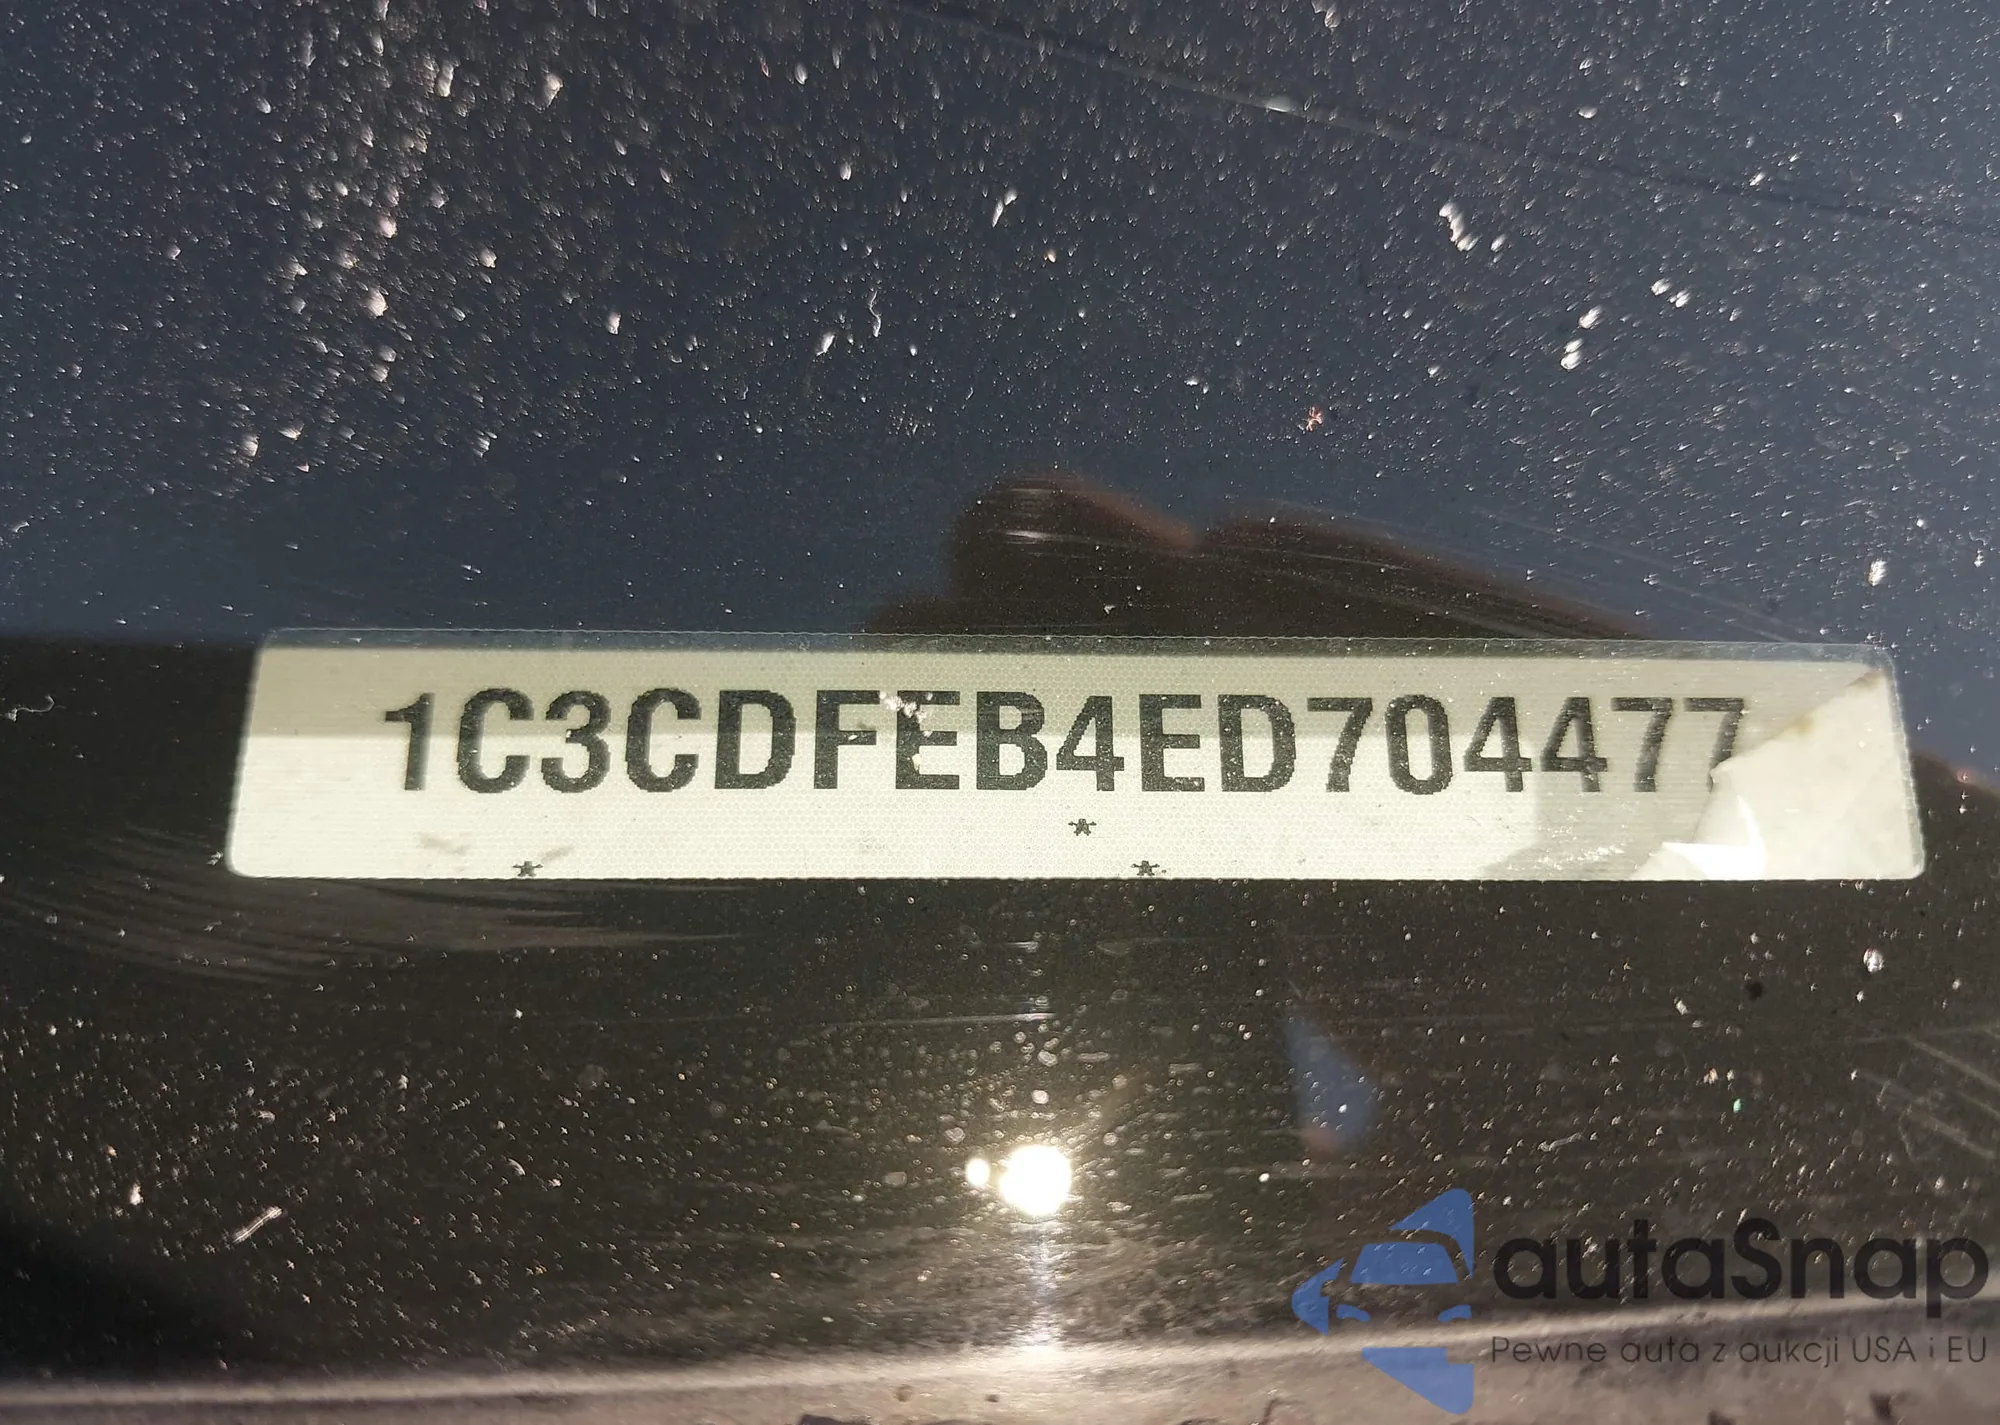 1C3CDFEB4ED704477
autaSnap
Pewne auta z aukcji USA i EU